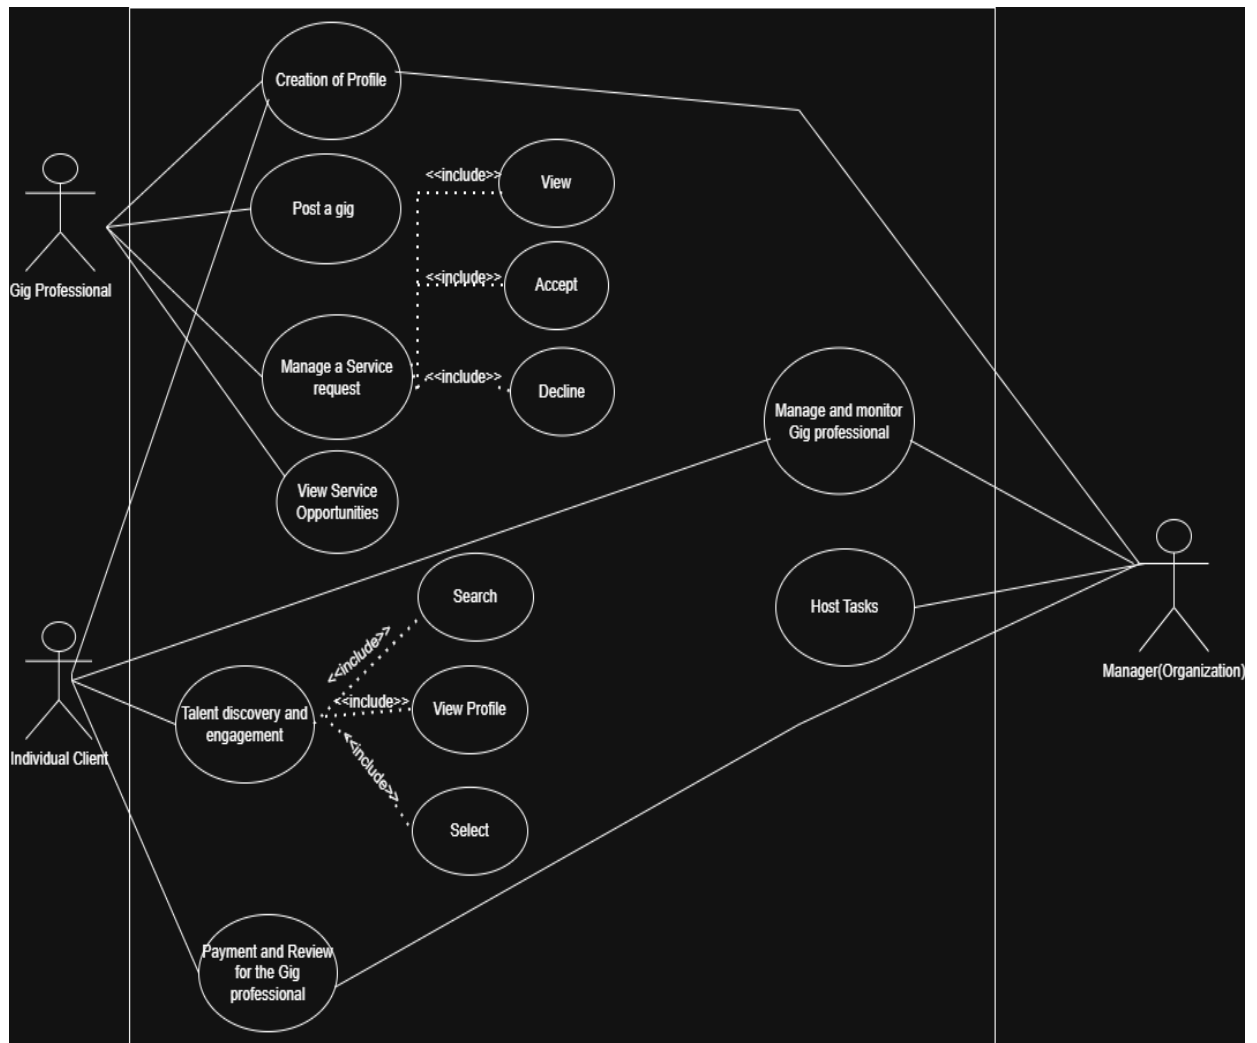 Creation of Profile
<<include>>
View
Post a gig
Gig Professional
<<include>>
Accept
Manage a Service
request
<<include>>
Decline
Manage and monitor
Gig professional
View Service
Opportunities
Search
<<include>>
Host Tasks
Manager(Organization)
Talent discovery and
engagement
<<include>>
View Profile
Individual Client
<<include>>
Select
Payment and Review
for the Gig
professional